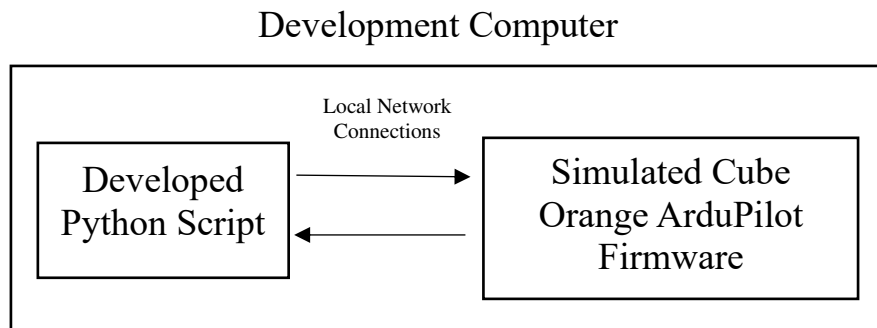 Development Computer
Local Network
Connections
Developed
Python Script
Simulated Cube
Orange ArduPilot
Firmware